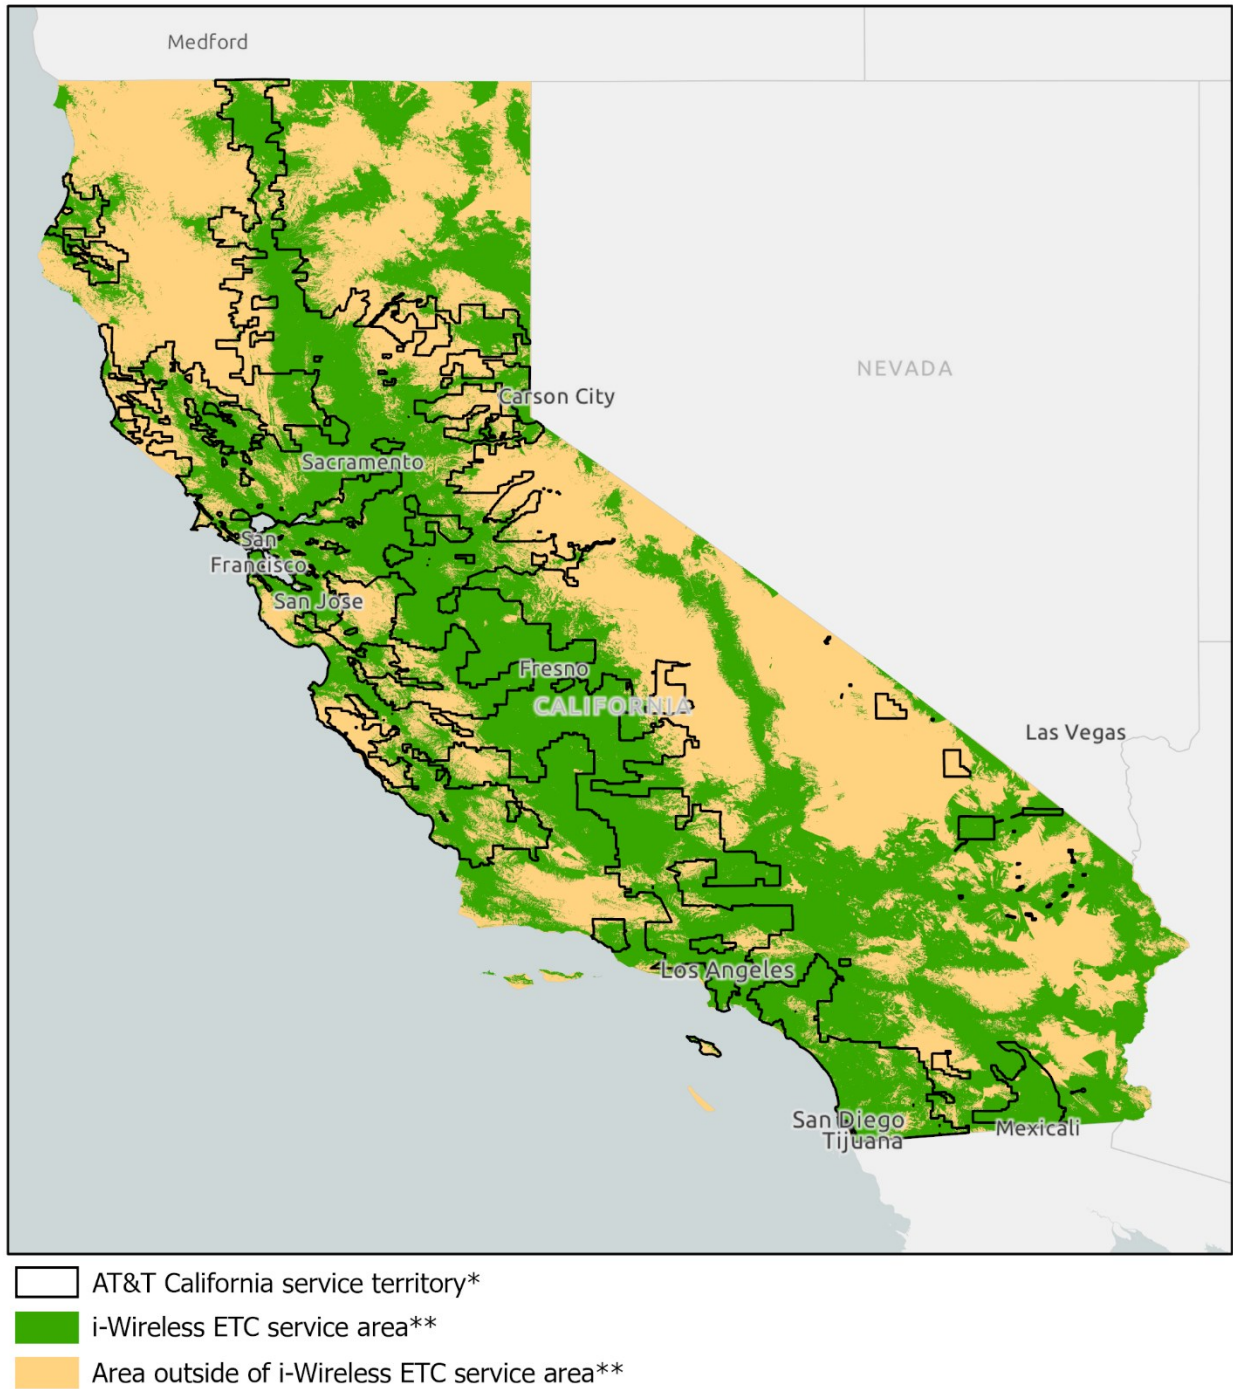 Medford
NEVADA
Carson City
Sacramento
San
Francisco
San Jose
Fresno
CALIFORNIA
Las Vegas
Los Angeles
San Diego
Tijuana
Mexicali
AT&T California service territory*
i-Wireless ETC service area**
Area outside of i-Wireless ETC service area**